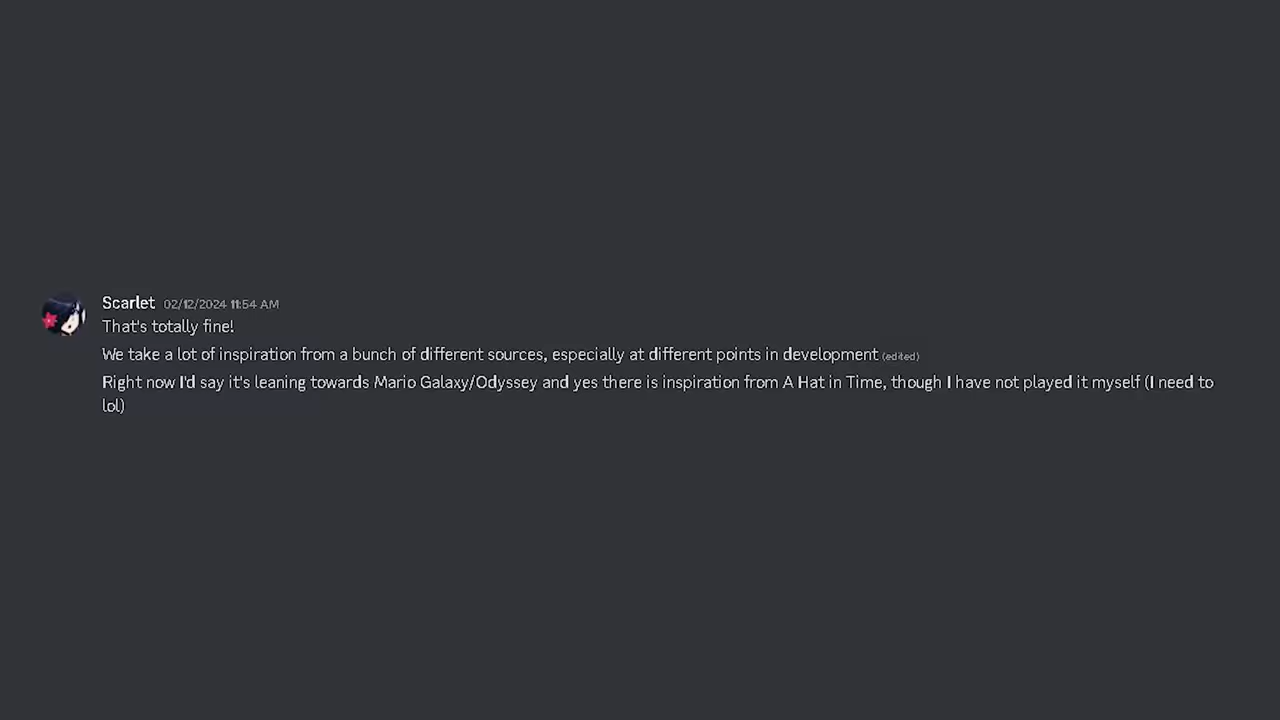 Scarlet 02/12/2024 11:54 AM
That's totally fine!
We take a lot of inspiration from a bunch of different sources, especially at different points in development (edited)
Right now I'd say it's leaning towards Mario Galaxy/Odyssey and yes there is inspiration from A Hat in Time, though I have not played it myself (I need to
lol)